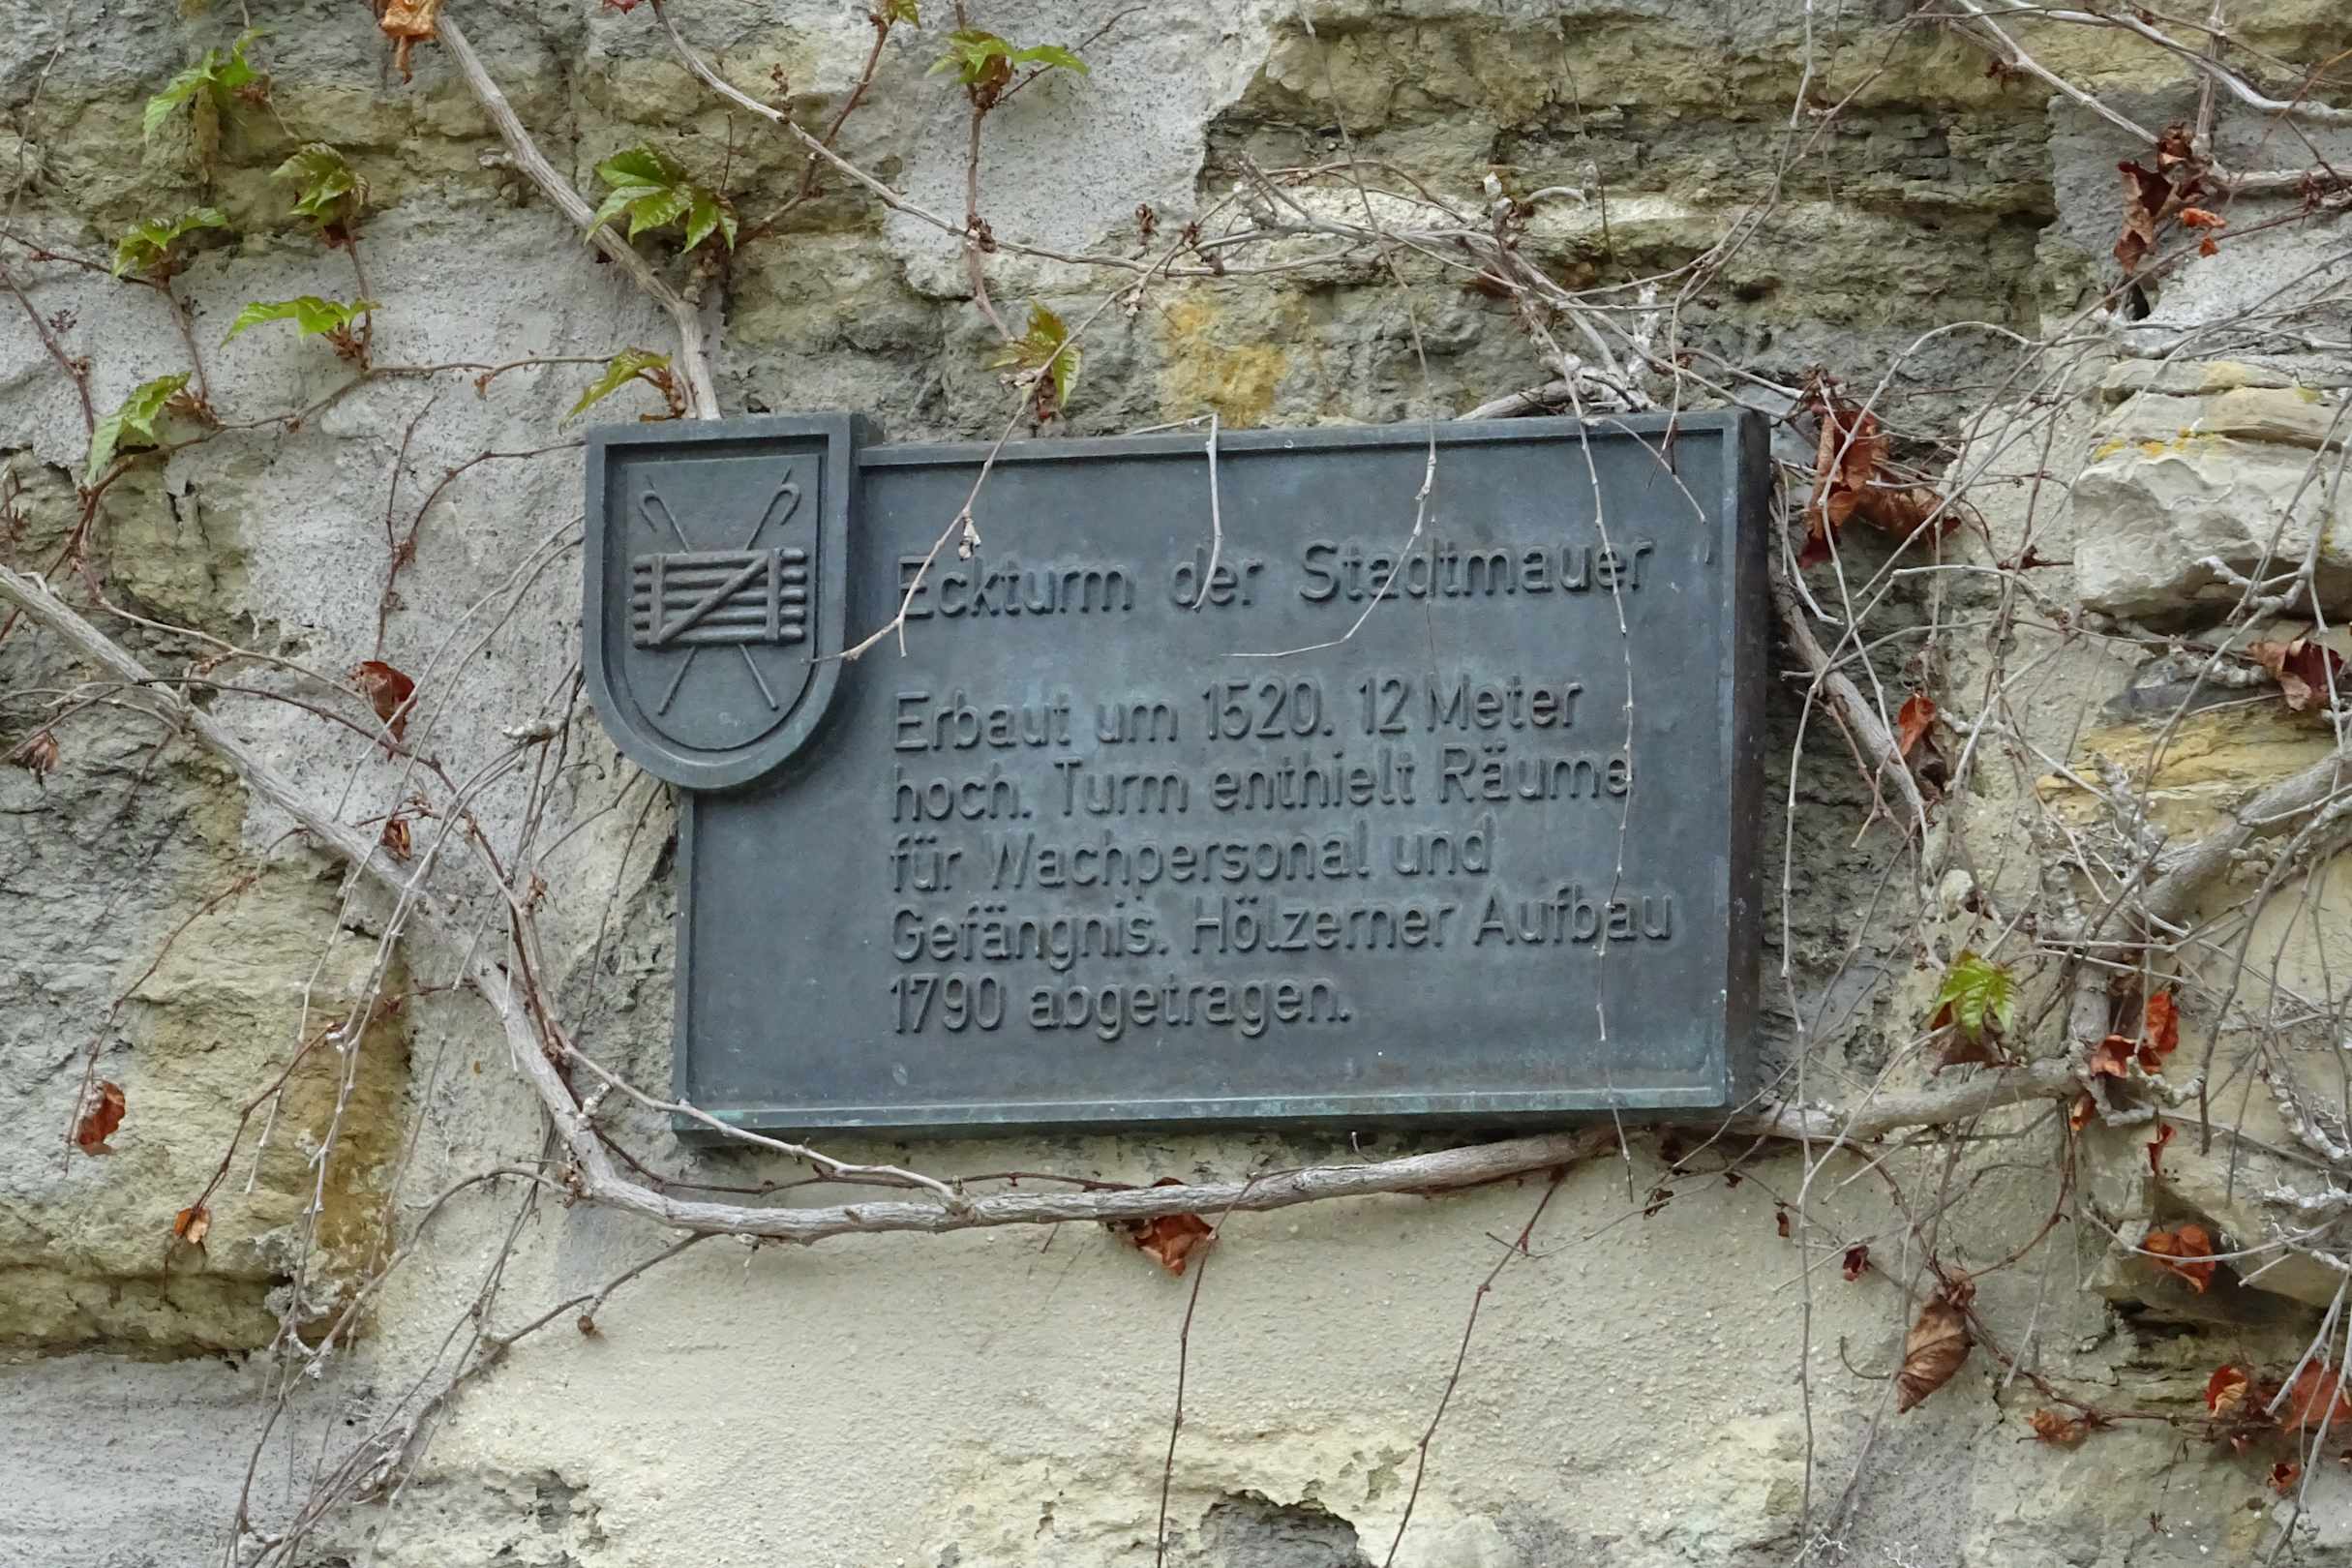 Eckturm der Stadtmauer
Erbaut um 1520. 12 Meter
hoch. Turm enthielt Räume
für Wachpersonal und
Gefängnis. Hölzerner Aufbau
1790 abgetragen.